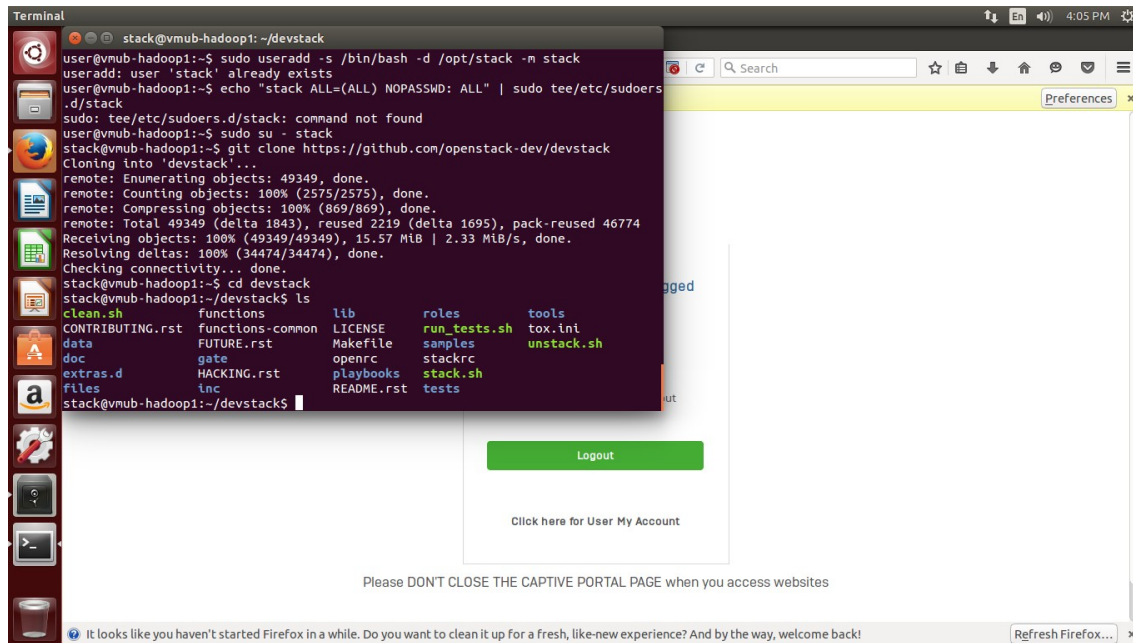 Terminal
En
4:05 PM
stack@vmub-hadoop1: ~/devstack
user@vmub-hadoop1:~$ sudo useradd -s /bin/bash -d /opt/stack -m stack
useradd: user 'stack' already exists
user@vmub-hadoop1:~$ echo "stack ALL=(ALL) NOPASSWD: ALL" | sudo tee/etc/sudoers
.d/stack
sudo: tee/etc/sudoers.d/stack: command not found
user@vmub-hadoop1:~$ sudo su - stack
stack@vmub-hadoop1:~$ git clone https://github.com/openstack-dev/devstack
Cloning into 'devstack'...
remote: Enumerating objects: 49349, done.
remote: Counting objects: 100% (2575/2575), done.
remote: Compressing objects: 100% (869/869), done.
remote: Total 49349 (delta 1843), reused 2219 (delta 1695), pack-reused 46774
Receiving objects: 100% (49349/49349), 15.57 MiB | 2.33 MiB/s, done.
Resolving deltas: 100% (34474/34474), done.
Checking connectivity... done.
stack@vmub-hadoop1:~$ cd devstack
stack@vmub-hadoop1:~/devstack$ ls
clean.sh functions lib roles tools
CONTRIBUTING.rst functions-common LICENSE run_tests.sh tox.ini
data FUTURE.rst Makefile samples unstack.sh
doc gate openrc stackrc
extras.d HACKING.rst playbooks stack.sh
files inc README.rst tests
stack@vmub-hadoop1:~/devstack$
Search
Preferences
gged
out
Logout
Click here for User My Account
Please DON'T CLOSE THE CAPTIVE PORTAL PAGE when you access websites
It looks like you haven't started Firefox in a while. Do you want to clean it up for a fresh, like-new experience? And by the way, welcome back!
Refresh Firefox...